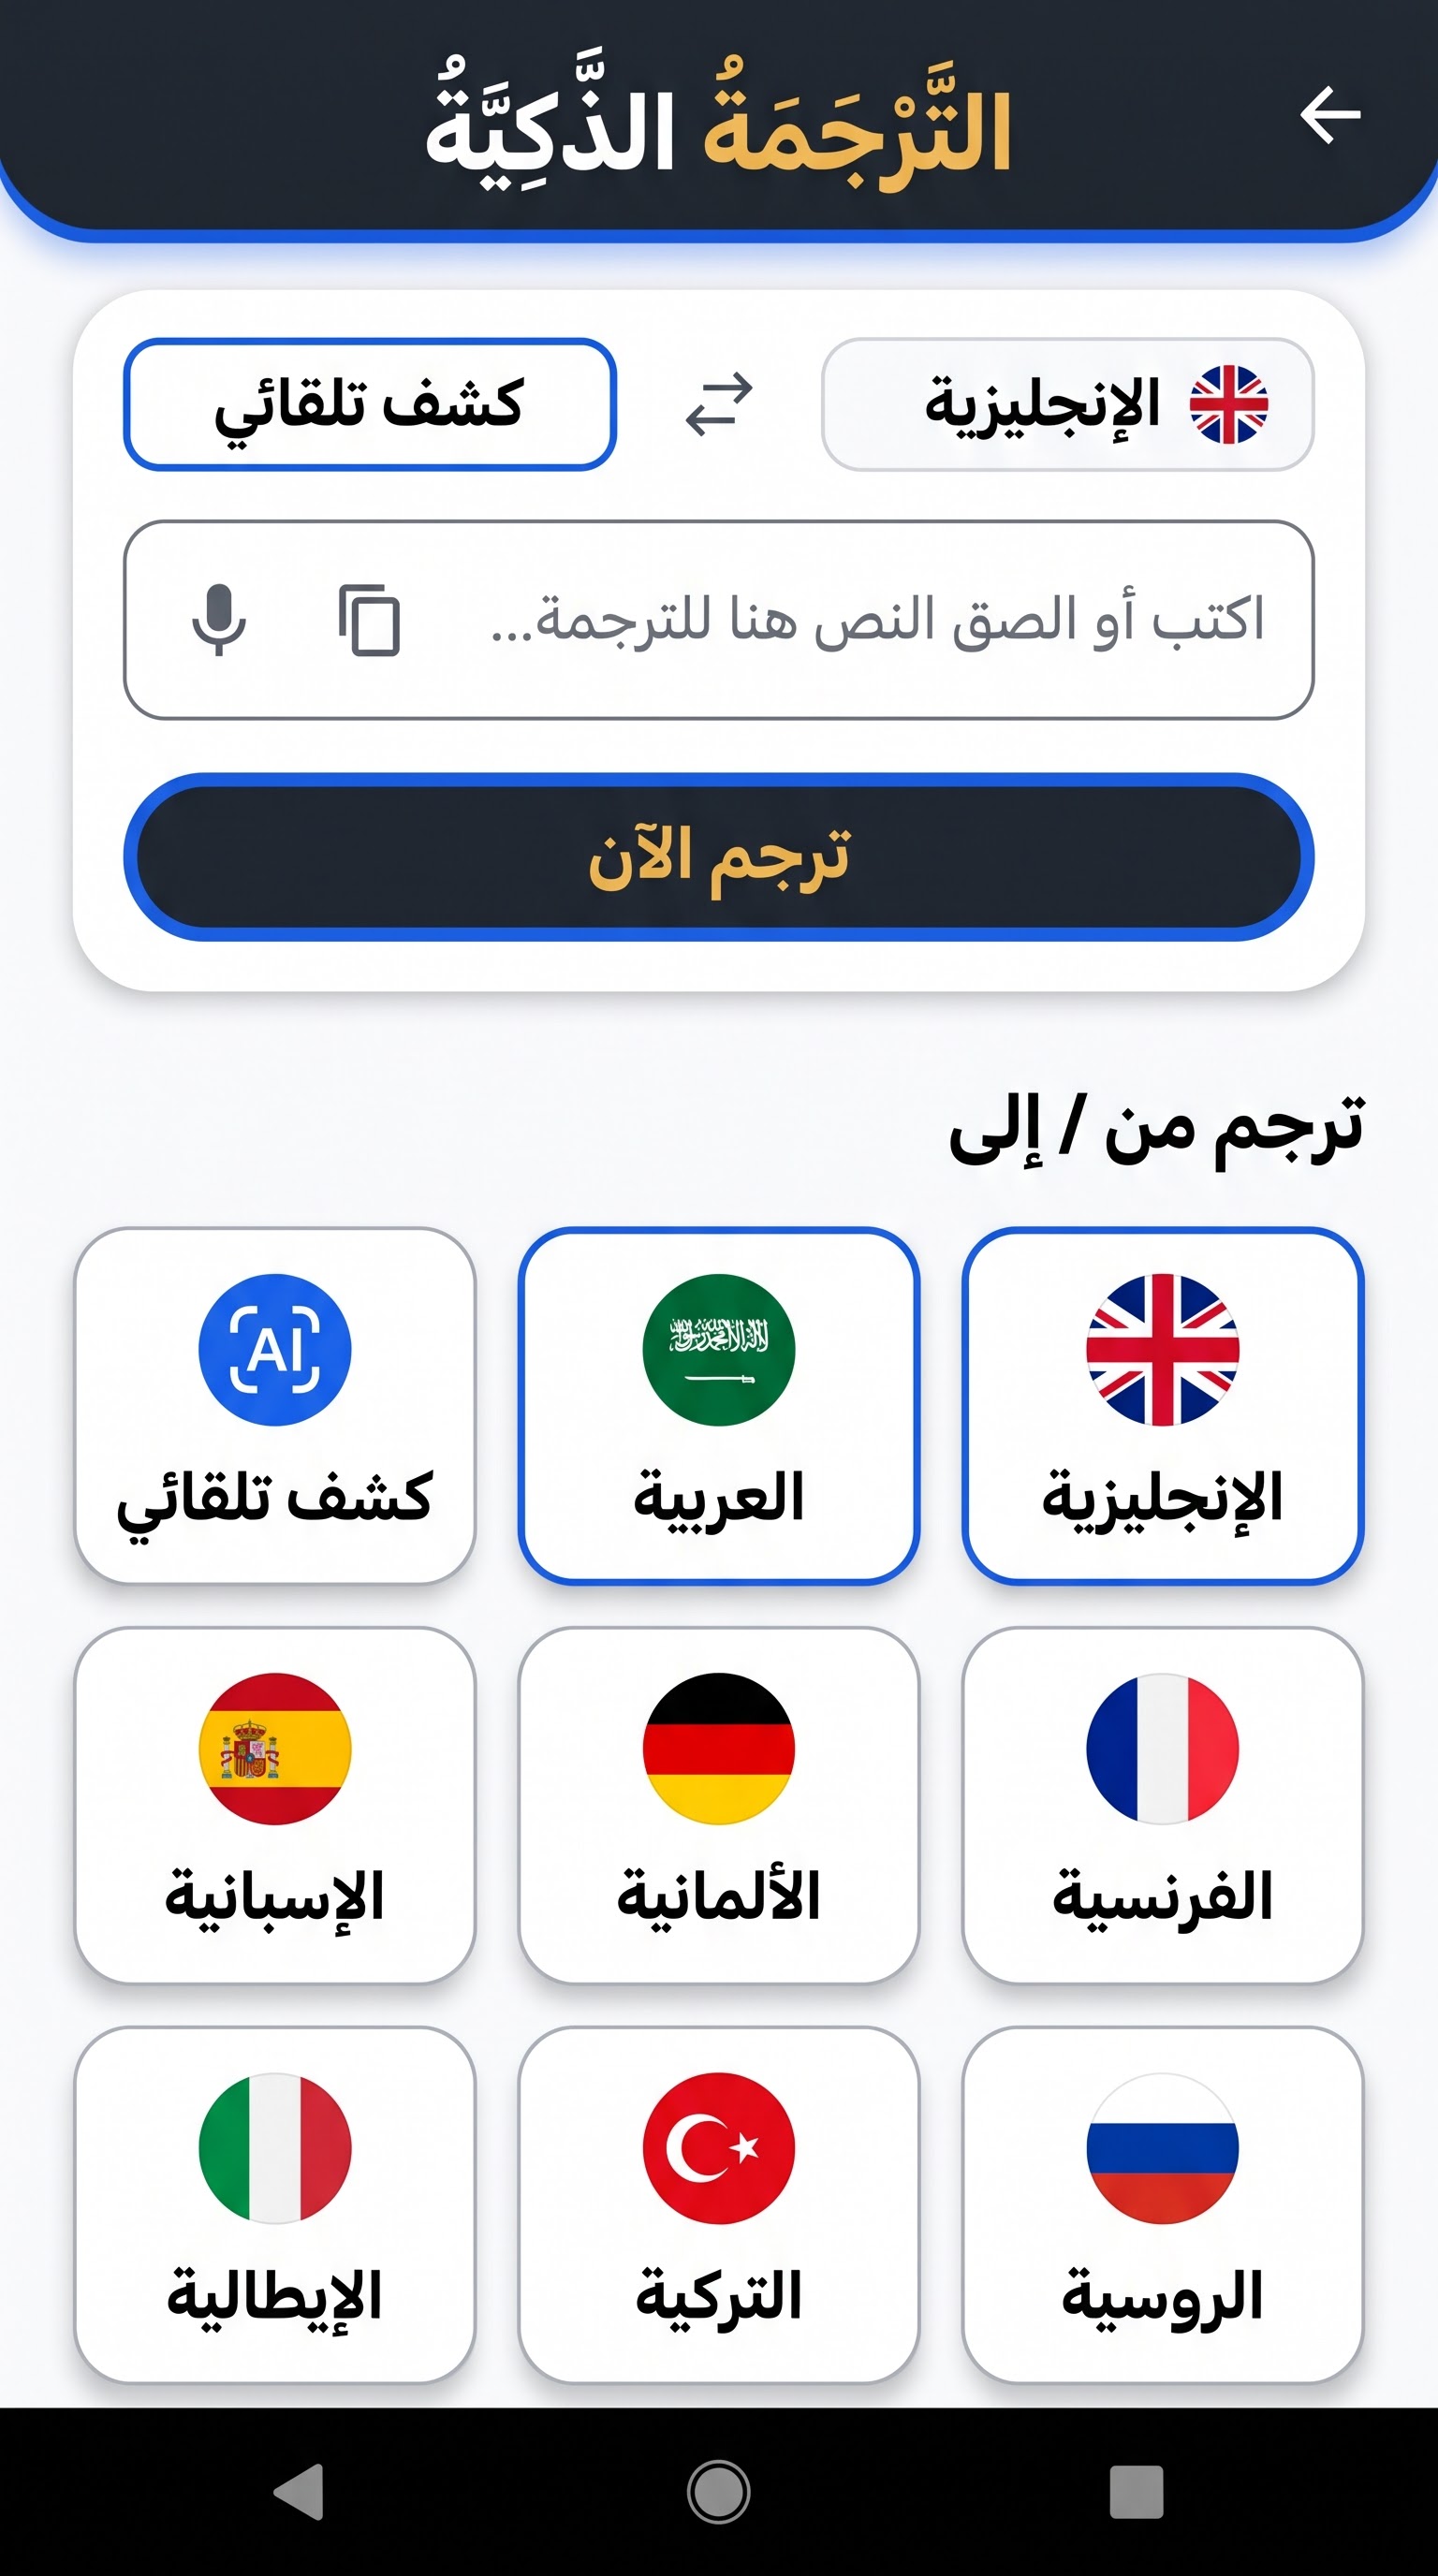 التَّرْجَمَةُ الذَّكِيَّةُ
الإنجليزية
كشف تلقائي
اكتب أو الصق النص هنا للترجمة...
ترجم الآن
ترجم من / إلى
الإنجليزية
العربية
AI
كشف تلقائي
الفرنسية
الألمانية
الإسبانية
الروسية
التركية
الإيطالية